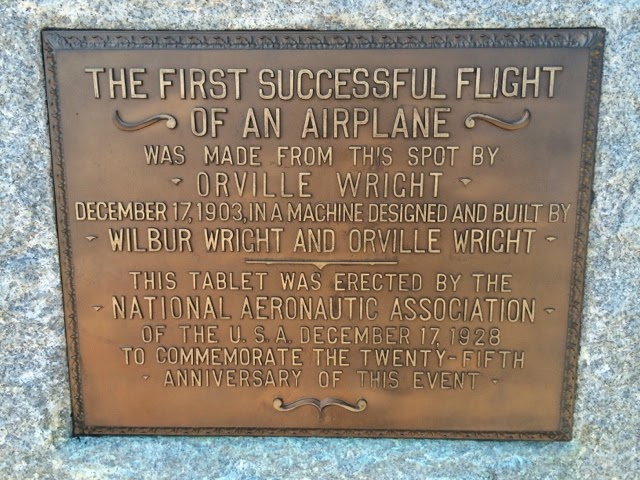 THE FIRST SUCCESSFUL FLIGHT
OF AN AIRPLANE
WAS MADE FROM THIS SPOT BY
- ORVILLE WRIGHT -
DECEMBER 17, 1903, IN A MACHINE DESIGNED AND BUILT BY
- WILBUR WRIGHT AND ORVILLE WRIGHT -
THIS TABLET WAS ERECTED BY THE
- NATIONAL AERONAUTIC ASSOCIATION -
OF THE U. S. A. DECEMBER 17, 1928
TO COMMEMORATE THE TWENTY-FIFTH
- ANNIVERSARY OF THIS EVENT -